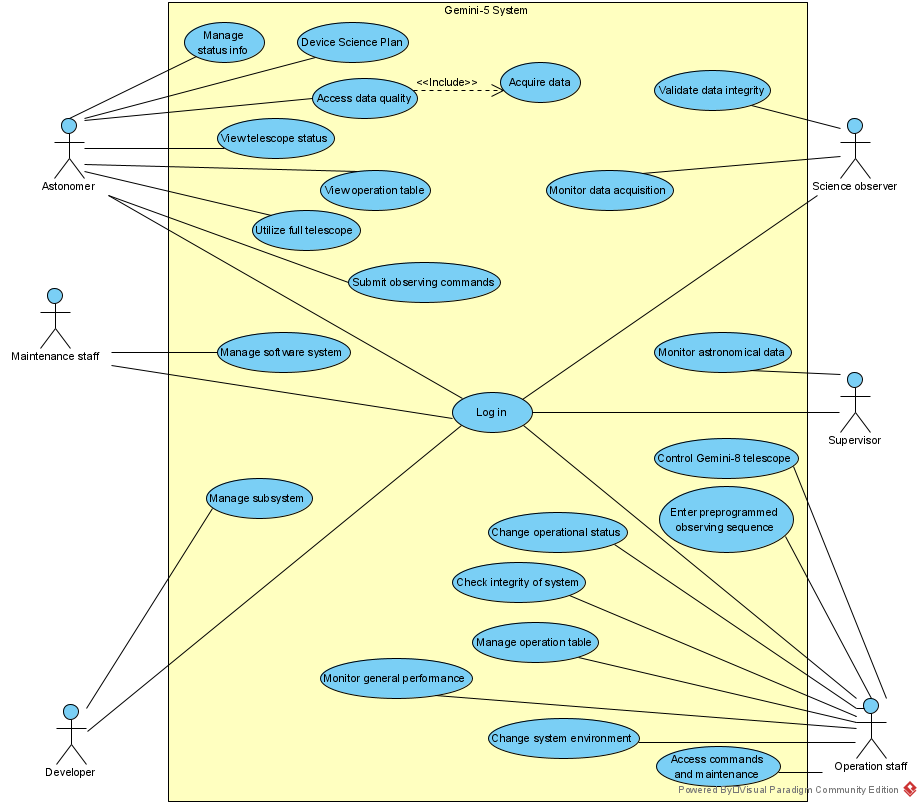 Gemini-5 System
Manage
status info
Device Science Plan
Access data quality
<<Include>>
Acquire data
Validate data integrity
View telescope status
Astonomer
View operation table
Monitor data acquisition
Science observer
Utilize full telescope
Submit observing commands
Maintenance staff
Manage software system
Monitor astronomical data
Log in
Supervisor
Control Gemini-8 telescope
Manage subsystem
Enter preprogrammed
observing sequence
Change operational status
Check integrity of system
Manage operation table
Monitor general performance
Change system environment
Developer
Access commands
and maintenance
Operation staff
Powered By Visual Paradigm Community Edition